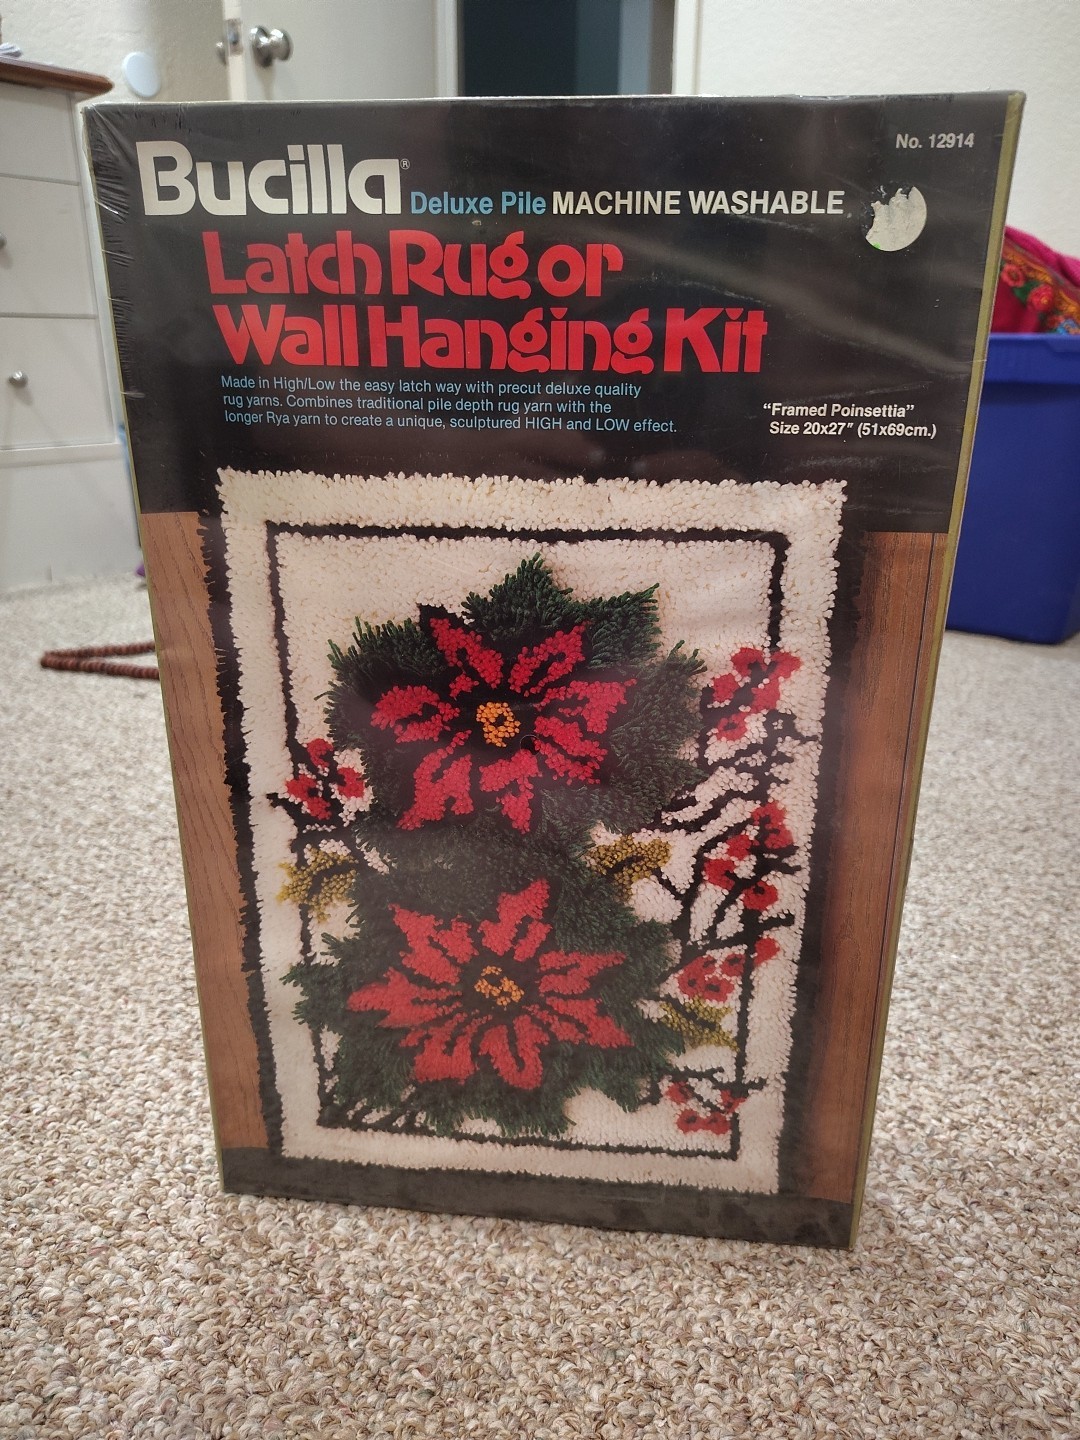 No. 12914
Bucilla®
Deluxe Pile MACHINE WASHABLE
Latch Rug or
Wall Hanging Kit
Made in High/Low the easy latch way with precut deluxe quality
rug yarns. Combines traditional pile depth rug yarn with the
longer Rya yarn to create a unique, sculptured HIGH and LOW effect.
“Framed Poinsettia”
Size 20x27” (51x69cm.)